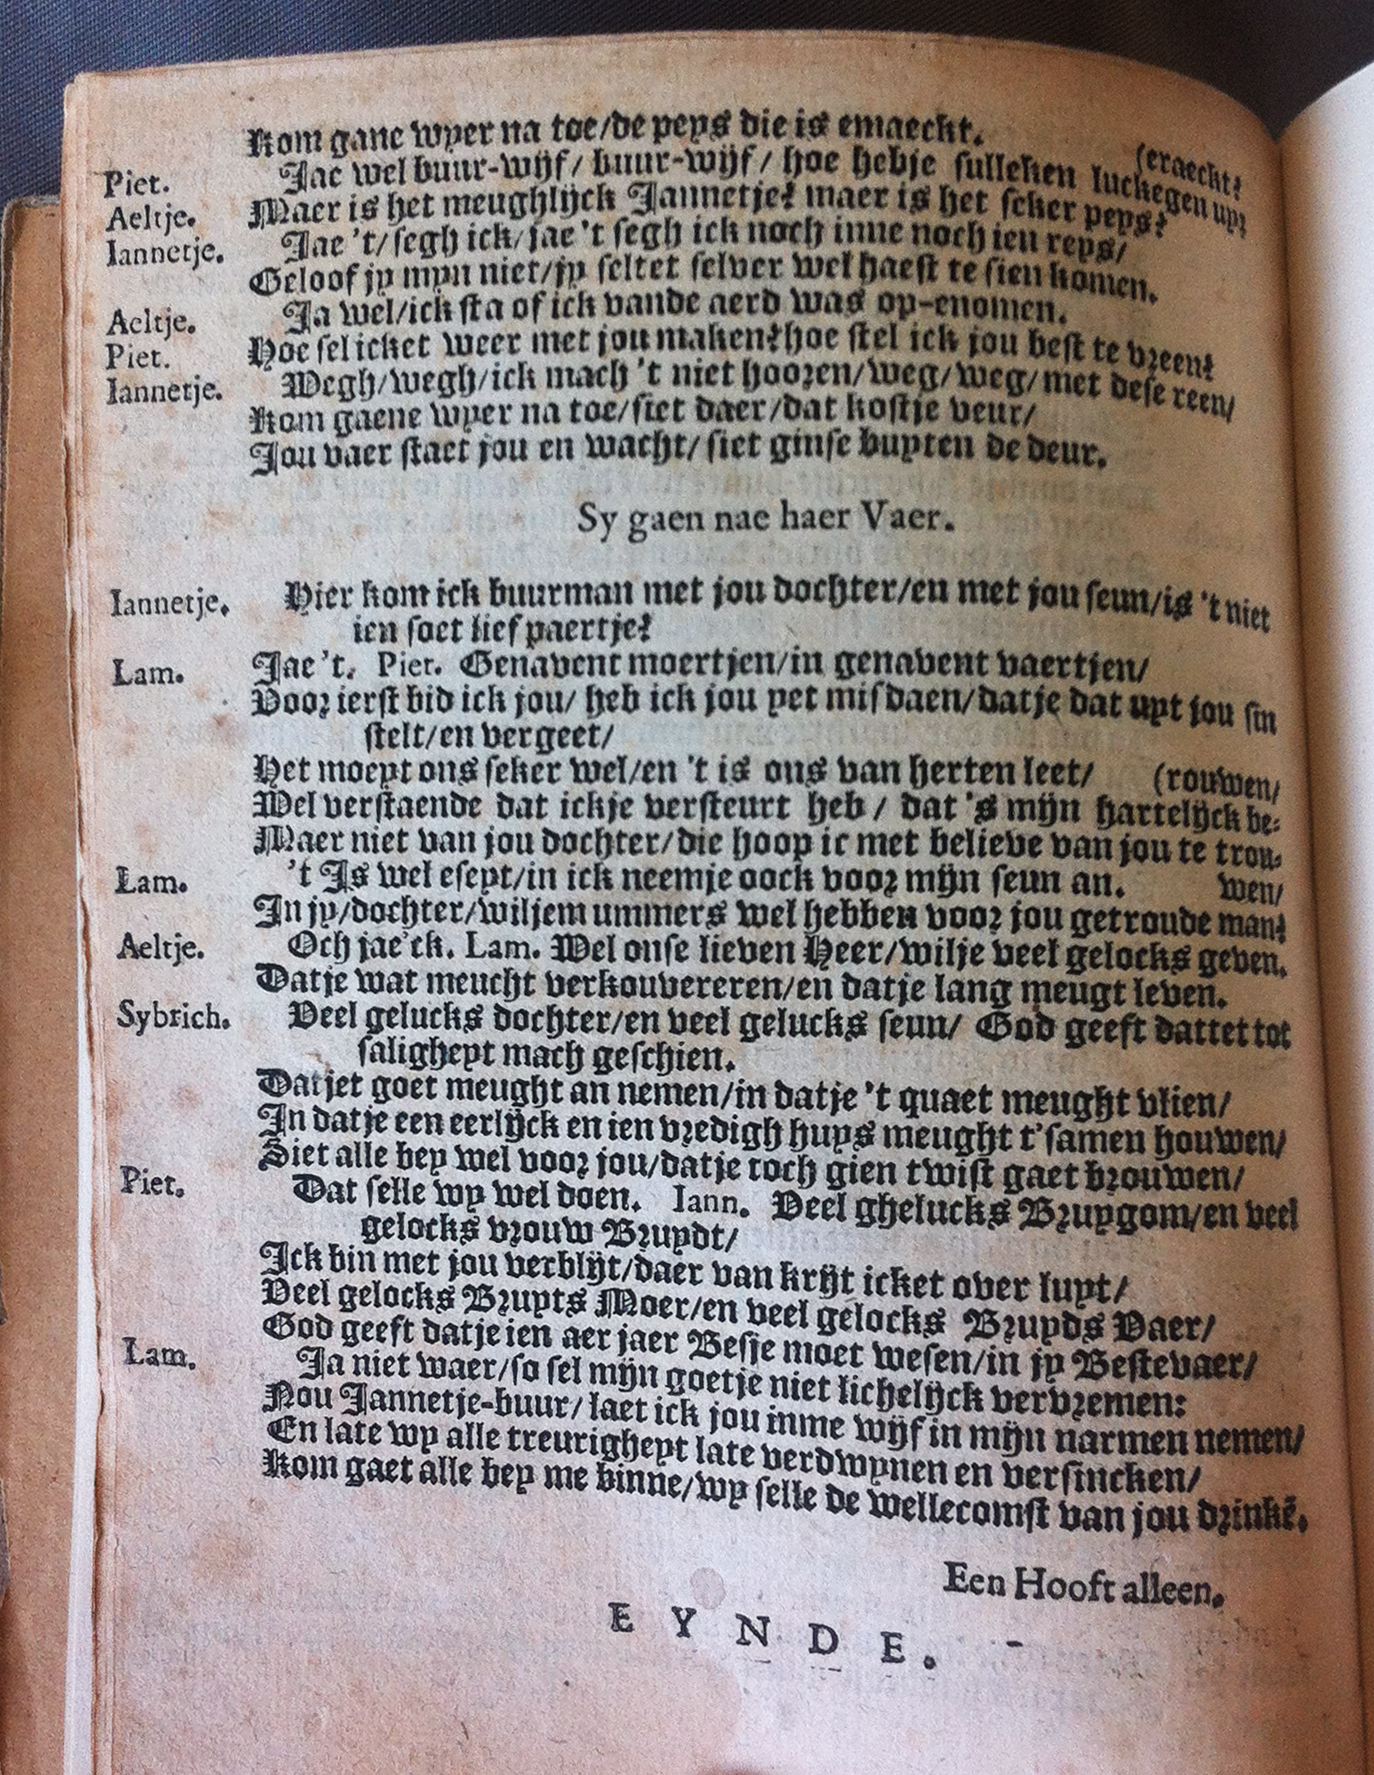 Kom gane wyer na toe/de peys die is emaeckt.
(eraeckt?
Piet. Jae wel buur-wijf/ buur-wijf/ hoe hebje sulleken luckegen uyt
Aeltje. Maer is het meughlijck Jannetje? maer is het seker peys?
Iannetje. Jae 't/segh ick/jae 't segh ick noch inne noch ien reys/
Geloof jy myn niet/jy seltet selver wel haest te sien komen.
Aeltje. Ja wel/ick sta of ick vande aerd was op-enomen.
Piet. Hoe sel icket weer met jou maken? hoe stel ick jou best te vreen?
Iannetje. Wegh/wegh/ick mach 't niet hooren/weg/weg/met dese reen/
Kom gaene wyer na toe/siet daer/dat kostje veur/
Jou vaer staet jou en wacht/siet ginse buyten de deur.
Sy gaen nae haer Vaer.
Iannetje. Hier kom ick buurman met jou dochter/en met jou seun/is 't niet
ien soet lief paertje?
Lam. Jae 't. Piet. Genavent moertjen/in genavent vaertjen/
Voor ierst bid ick jou/ heb ick jou yet misdaen/datje dat uyt jou sin
stelt/en vergeet/
Het moeyt ons seker wel/en 't is ons van herten leet/ (rouwen/
Wel verstaende dat ickje versteurt heb/ dat 's mijn hartelijck be-
Maer niet van jou dochter/die hoop ic met believe van jou te trou-
Lam. 't Is wel eseyt/in ick neemje oock voor mijn seun an. wen/
In jy/dochter/wiljem ummers wel hebben voor jou getroude man?
Aeltje. Och jae'ck. Lam. Wel onse lieven Heer/wilje veel gelocks geven.
Datje wat meucht verkouvereren/en datje lang meugt leven.
Sybrich. Veel gelucks dochter/en veel gelucks seun/ God geeft dattet tot
saligheyt mach geschien.
Datjet goet meught an nemen/in datje 't quaet meught vlien/
In datje een eerlijck en ien vredigh huys meught t'samen houwen/
Siet alle bey wel voor jou/datje toch gien twist gaet brouwen/
Piet. Dat selle wy wel doen. Iann. Veel ghelucks Bruygom/en veel
gelocks vrouw Bruydt/
Ick bin met jou verblijt/daer van krijt icket over luyt/
Veel gelocks Bruyts Moer/en veel gelocks Bruyds Vaer/
God geeft datje ien aer jaer Besje moet wesen/in jy Bestevaer/
Lam. Ja niet waer/so sel mijn goetje niet lichelijck vervremen:
Nou Jannetje-buur/laet ick jou inme wijf in mijn narmen nemen/
En late wy alle treurigheyt late verdwynen en versincken/
Kom gaet alle bey me binne/wy selle de wellecomst van jou drinkẽ.
Een Hooft alleen.
EYNDE.